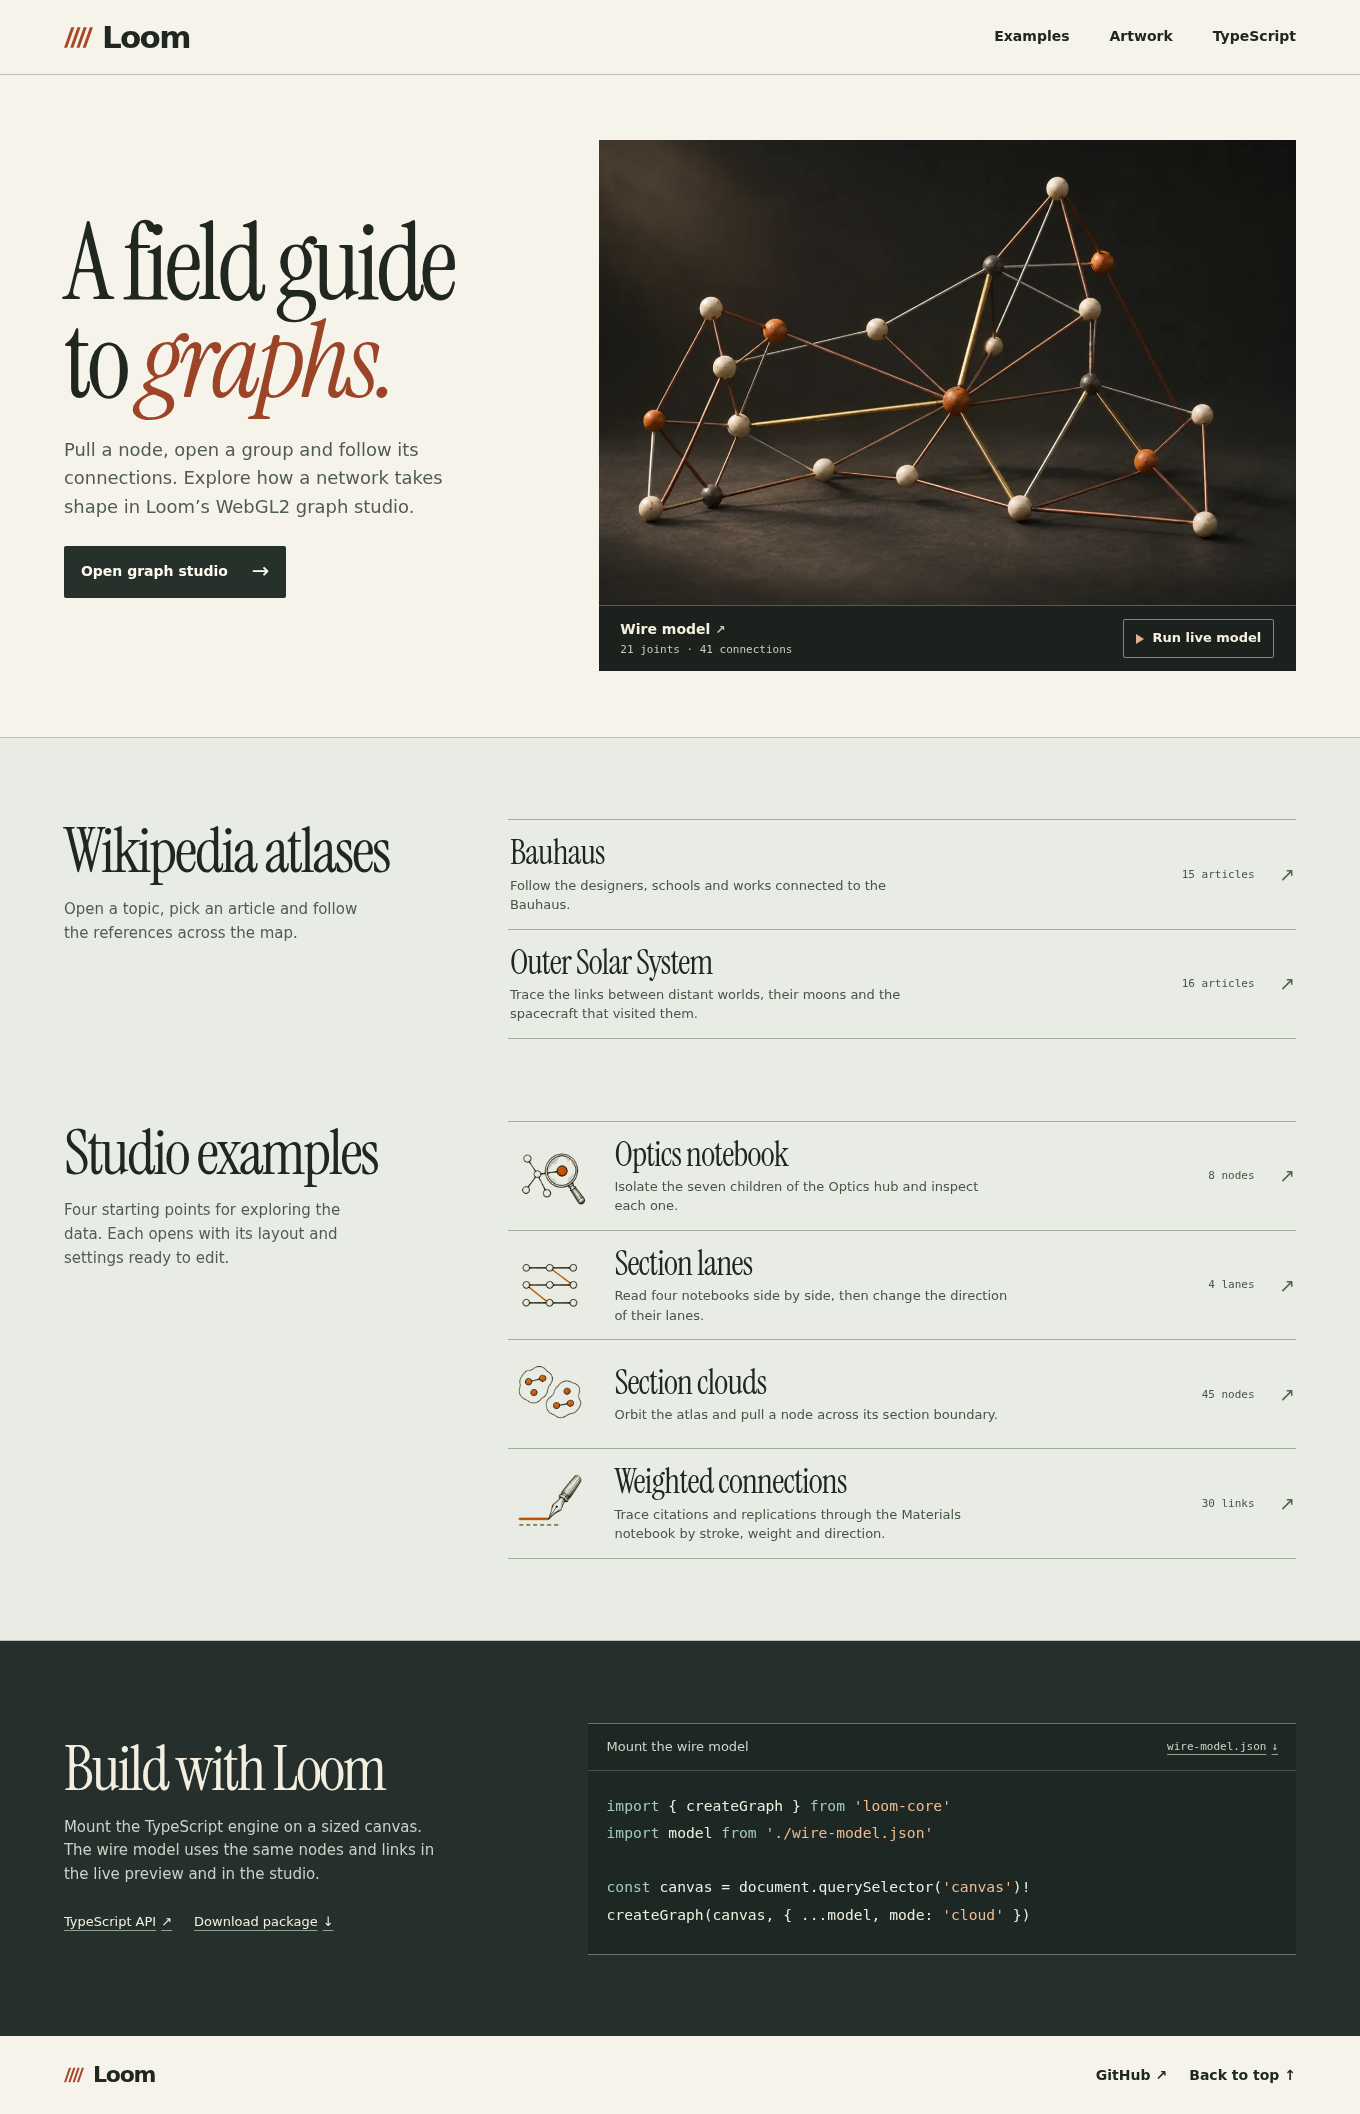 Loom
Examples
Artwork
TypeScript
A field guide
to graphs.
Pull a node, open a group and follow its
connections. Explore how a network takes
shape in Loom’s WebGL2 graph studio.
Open graph studio →
Wire model ↗
21 joints · 41 connections
Run live model
Wikipedia atlases
Open a topic, pick an article and follow
the references across the map.
Bauhaus
Follow the designers, schools and works connected to the
Bauhaus.
15 articles ↗
Outer Solar System
Trace the links between distant worlds, their moons and the
spacecraft that visited them.
16 articles ↗
Studio examples
Four starting points for exploring the
data. Each opens with its layout and
settings ready to edit.
Optics notebook
Isolate the seven children of the Optics hub and inspect
each one.
8 nodes ↗
Section lanes
Read four notebooks side by side, then change the direction
of their lanes.
4 lanes ↗
Section clouds
Orbit the atlas and pull a node across its section boundary.
45 nodes ↗
Weighted connections
Trace citations and replications through the Materials
notebook by stroke, weight and direction.
30 links ↗
Build with Loom
Mount the TypeScript engine on a sized canvas.
The wire model uses the same nodes and links in
the live preview and in the studio.
TypeScript API ↗
Download package ↓
Mount the wire model
wire-model.json ↓
import { createGraph } from 'loom-core'
import model from './wire-model.json'
const canvas = document.querySelector('canvas')!
createGraph(canvas, { ...model, mode: 'cloud' })
Loom
GitHub ↗
Back to top ↑